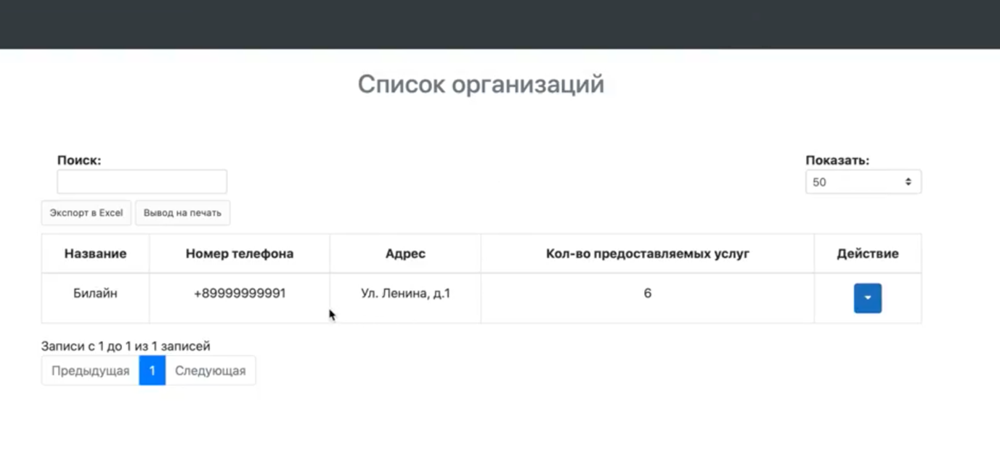 Список организаций
Поиск:
Показать:
50
Экспорт в Excel Вывод на печать
Название Номер телефона Адрес Кол-во предоставляемых услуг Действие
Билайн +89999999991 Ул. Ленина, д.1 6
Записи с 1 до 1 из 1 записей
Предыдущая 1 Следующая